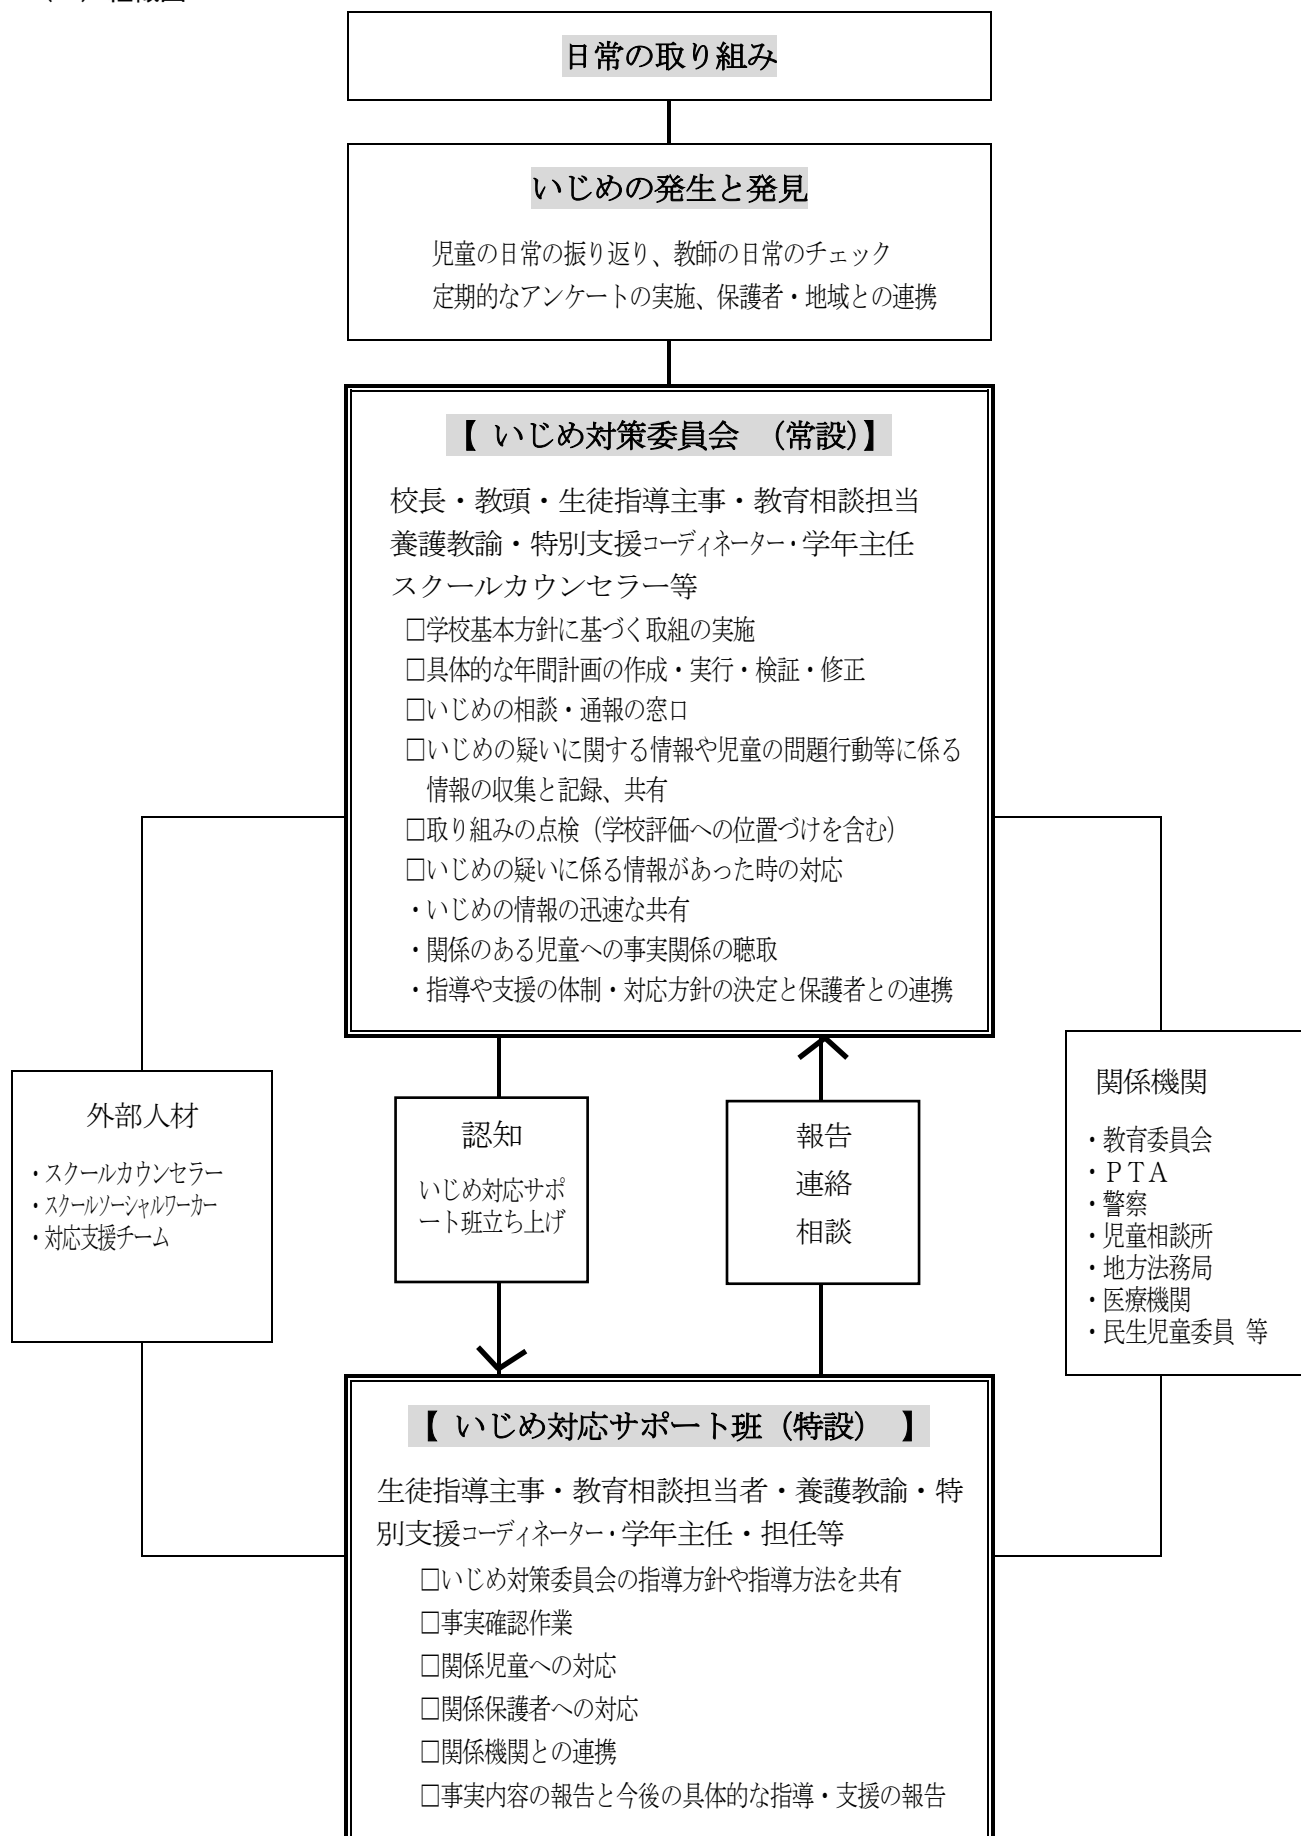 日常の取り組み
いじめの発生と発見
児童の日常の振り返り、教師の日常のチェック
定期的なアンケートの実施、保護者・地域との連携
【 いじめ対策委員会 （常設）】
校長・教頭・生徒指導主事・教育相談担当
養護教諭・特別支援コーディネーター・学年主任
スクールカウンセラー等
□学校基本方針に基づく取組の実施
□具体的な年間計画の作成・実行・検証・修正
□いじめの相談・通報の窓口
□いじめの疑いに関する情報や児童の問題行動等に係る
情報の収集と記録、共有
□取り組みの点検（学校評価への位置づけを含む）
□いじめの疑いに係る情報があった時の対応
・いじめの情報の迅速な共有
・関係のある児童への事実関係の聴取
・指導や支援の体制・対応方針の決定と保護者との連携
外部人材
・スクールカウンセラー
・スクールソーシャルワーカー
・対応支援チーム
認知
いじめ対応サポ
ート班立ち上げ
報告
連絡
相談
関係機関
・教育委員会
・ＰＴＡ
・警察
・児童相談所
・地方法務局
・医療機関
・民生児童委員 等
【 いじめ対応サポート班（特設） 】
生徒指導主事・教育相談担当者・養護教諭・特
別支援コーディネーター・学年主任・担任等
□いじめ対策委員会の指導方針や指導方法を共有
□事実確認作業
□関係児童への対応
□関係保護者への対応
□関係機関との連携
□事実内容の報告と今後の具体的な指導・支援の報告